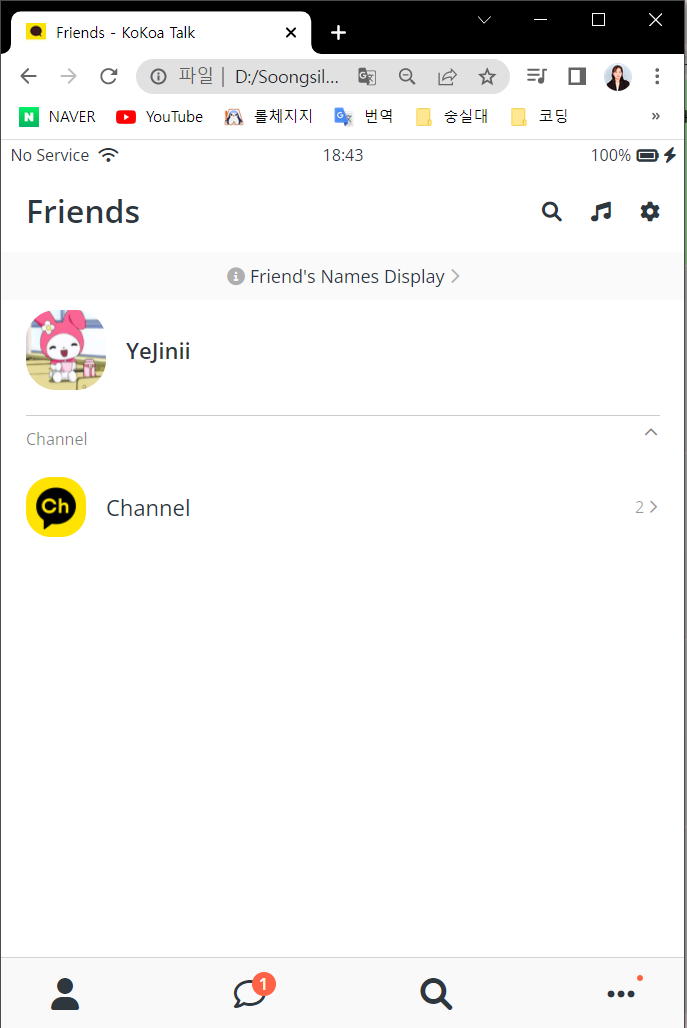 Friends - KoKoa Talk
파일 | D:/Soongsil...
NAVER YouTube 롤체지지 번역 숭실대 코딩 »
No Service 18:43 100%
Friends
Friend's Names Display
YeJinii
Channel
Ch Channel 2
1